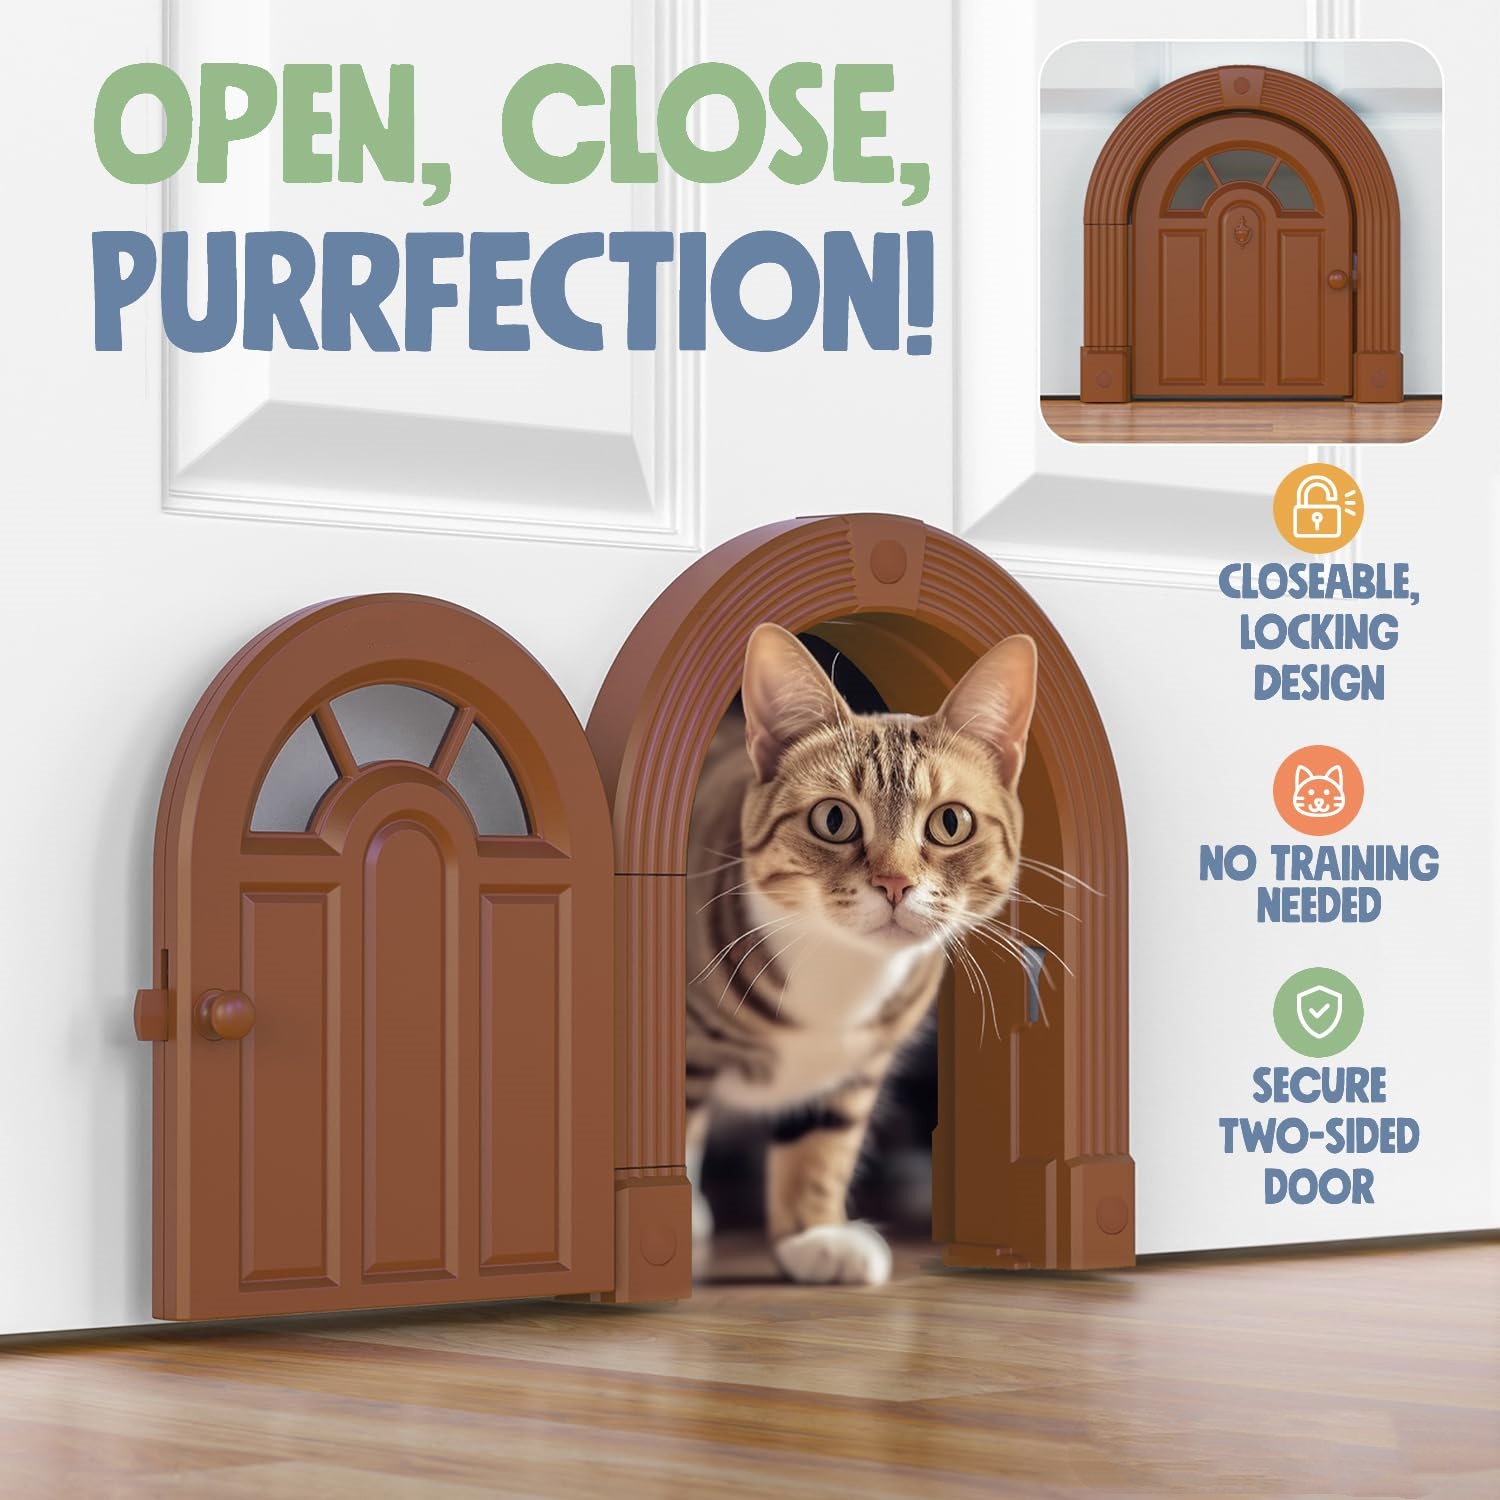 OPEN, CLOSE,
PURRFECTION!
CLOSEABLE,
LOCKING
DESIGN
NO TRAINING
NEEDED
SECURE
TWO-SIDED
DOOR